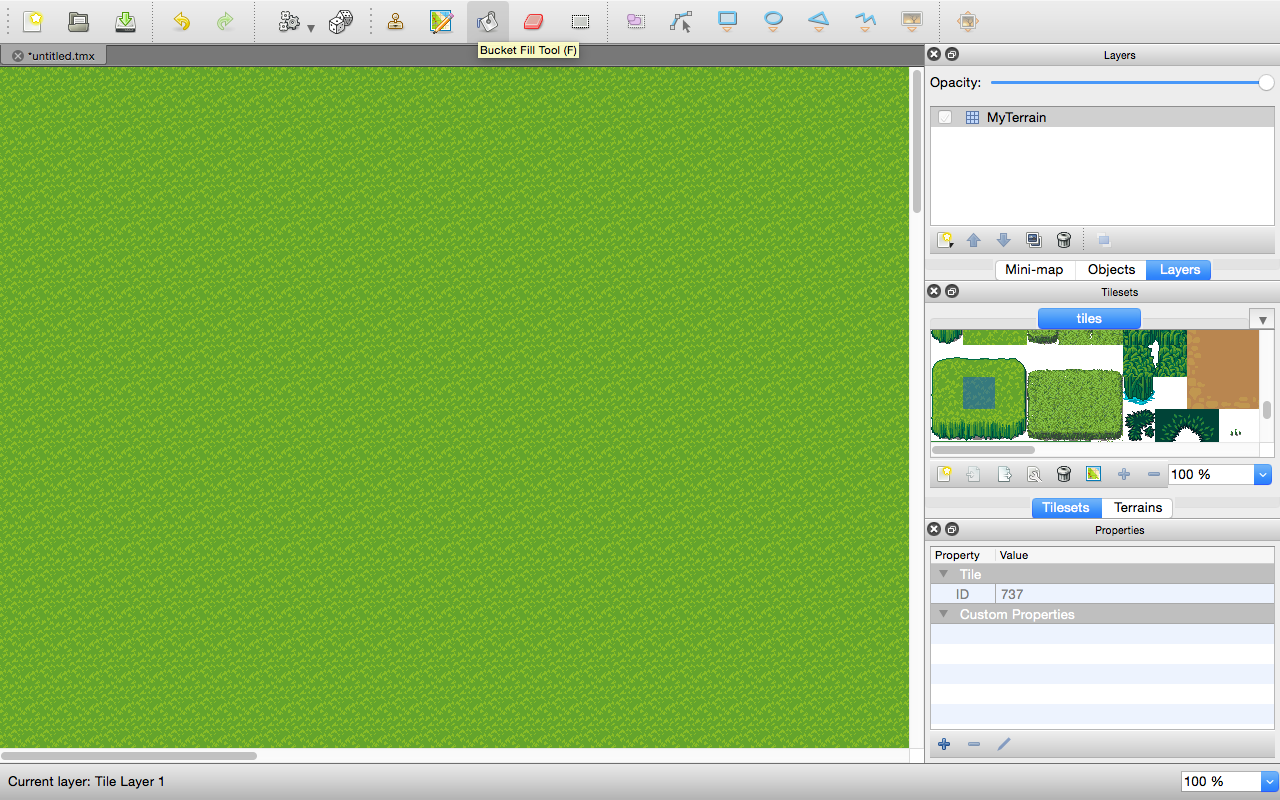 Bucket Fill Tool (F)
*untitled.tmx
Layers
Opacity:
MyTerrain
Mini-map Objects Layers
Tilesets
tiles
100 %
Tilesets Terrains
Properties
Property Value
Tile
ID 737
Custom Properties
Current layer: Tile Layer 1
100 %